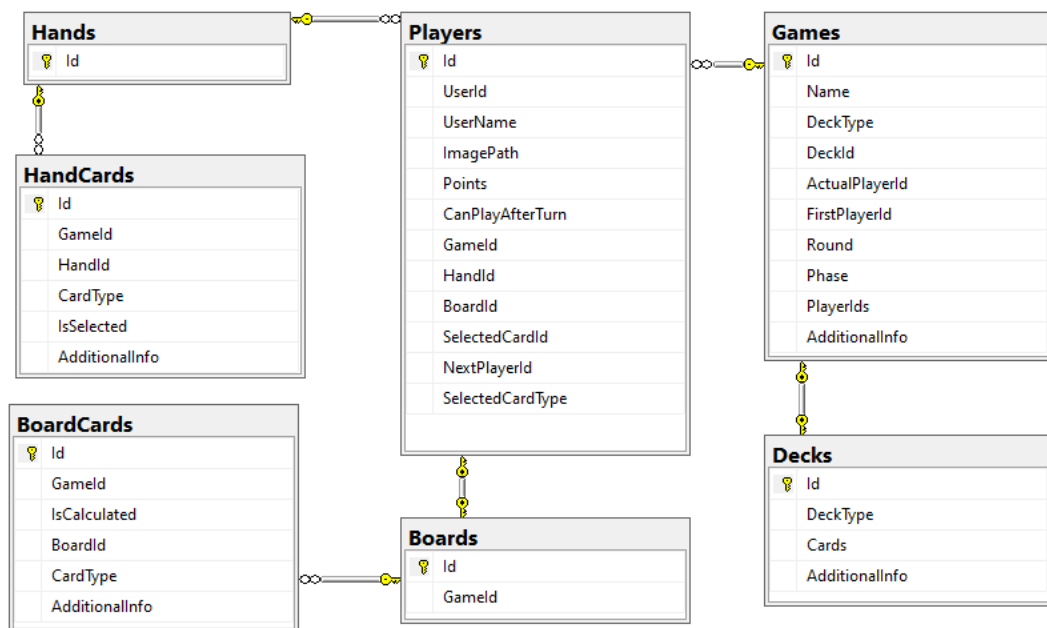 Hands
Id
HandCards
Id
GameId
HandId
CardType
IsSelected
AdditionalInfo
BoardCards
Id
GameId
IsCalculated
BoardId
CardType
AdditionalInfo
Players
Id
UserId
UserName
ImagePath
Points
CanPlayAfterTurn
GameId
HandId
BoardId
SelectedCardId
NextPlayerId
SelectedCardType
Boards
Id
GameId
Games
Id
Name
DeckType
DeckId
ActualPlayerId
FirstPlayerId
Round
Phase
PlayerIds
AdditionalInfo
Decks
Id
DeckType
Cards
AdditionalInfo